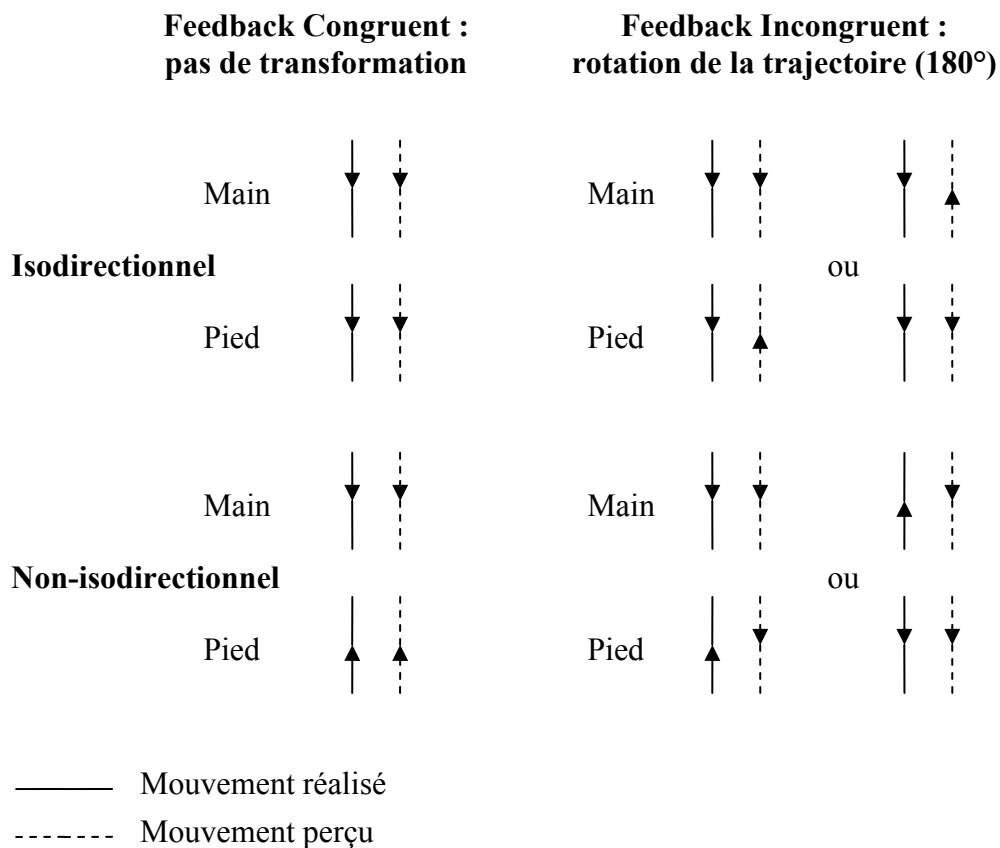 Feedback Congruent :
pas de transformation
Feedback Incongruent :
rotation de la trajectoire (180°)
Main
Main
Isodirectionnel
ou
Pied
Pied
Main
Main
Non-isodirectionnel
ou
Pied
Pied
Mouvement réalisé
Mouvement perçu